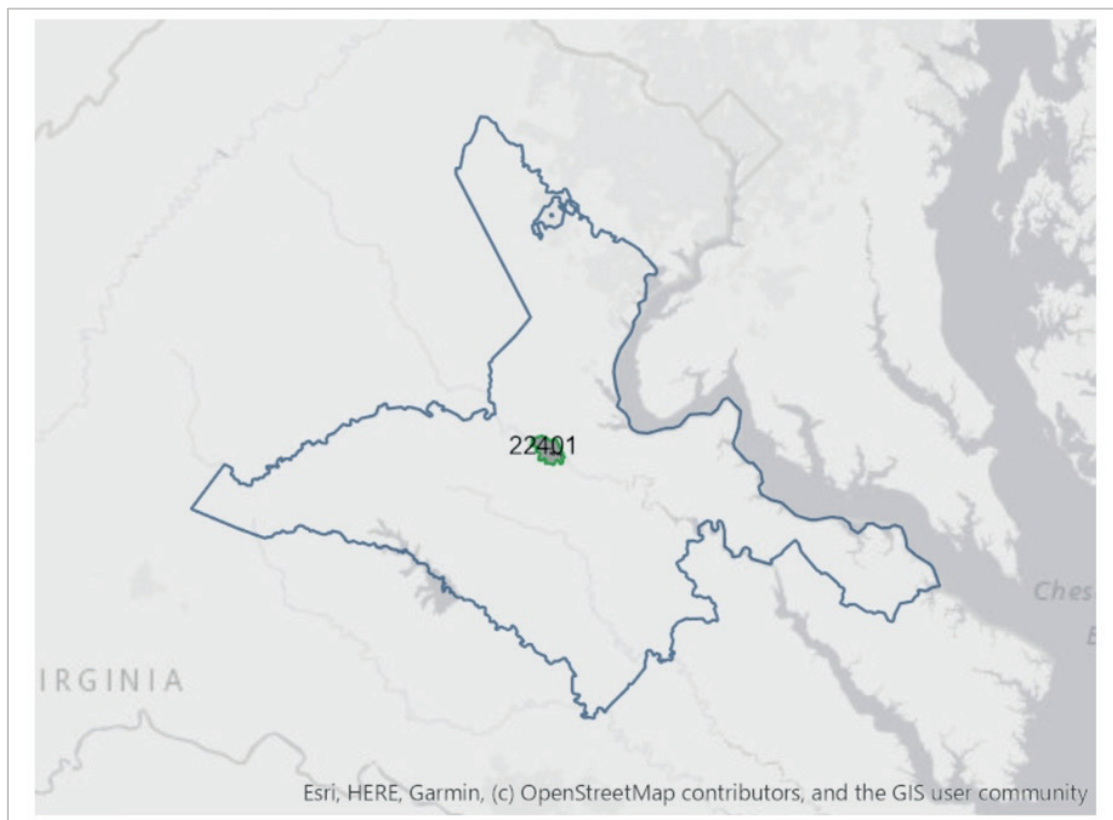 22401
Ches
IRGINIA
Esri, HERE, Garmin, (c) OpenStreetMap contributors, and the GIS user community